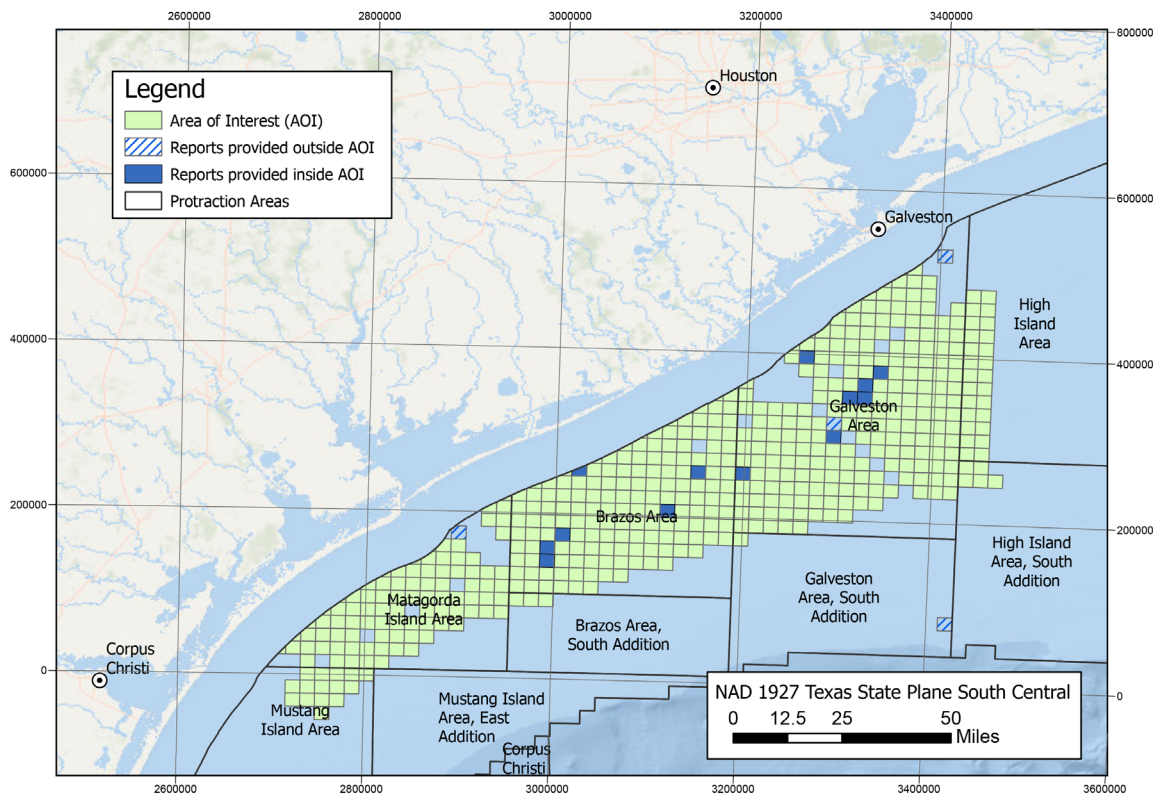 2600000 2800000 3000000 3200000 3400000
800000
Legend
Area of Interest (AOI)
Reports provided outside AOI
Reports provided inside AOI
Protraction Areas
Houston
600000
600000
Galveston
High
Island
Area
400000
400000
Galveston
Area
200000
Brazos Area
200000
High Island
Area, South
Addition
Galveston
Area, South
Addition
Matagorda
Island Area
Brazos Area,
South Addition
Corpus
Christi
0
NAD 1927 Texas State Plane South Central
0 12.5 25 50
Miles
0
Mustang Island
Area, East
Addition
Mustang
Island Area
Corpus
Christi
2600000 2800000 3000000 3200000 3400000 3600000